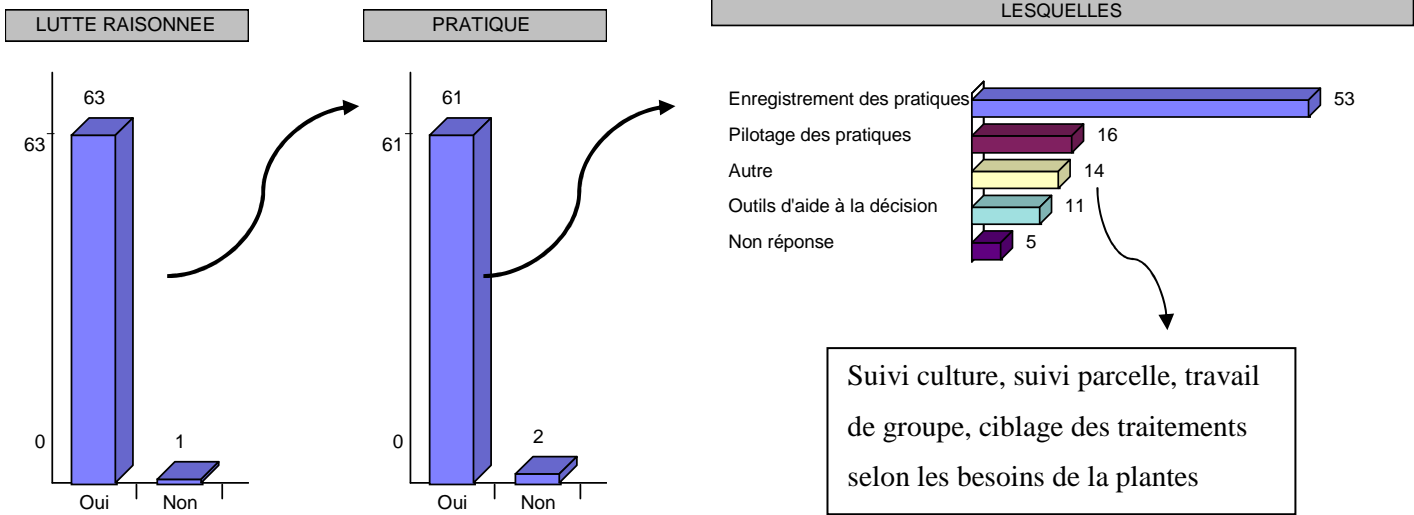 LUTTE RAISONNEE
63
63
0
1
Oui
Non
PRATIQUE
61
61
0
2
Oui
Non
LESQUELLES
Enregistrement des pratiques
53
Pilotage des pratiques
16
Autre
14
Outils d'aide à la décision
11
Non réponse
5
Suivi culture, suivi parcelle, travail
de groupe, ciblage des traitements
selon les besoins de la plantes